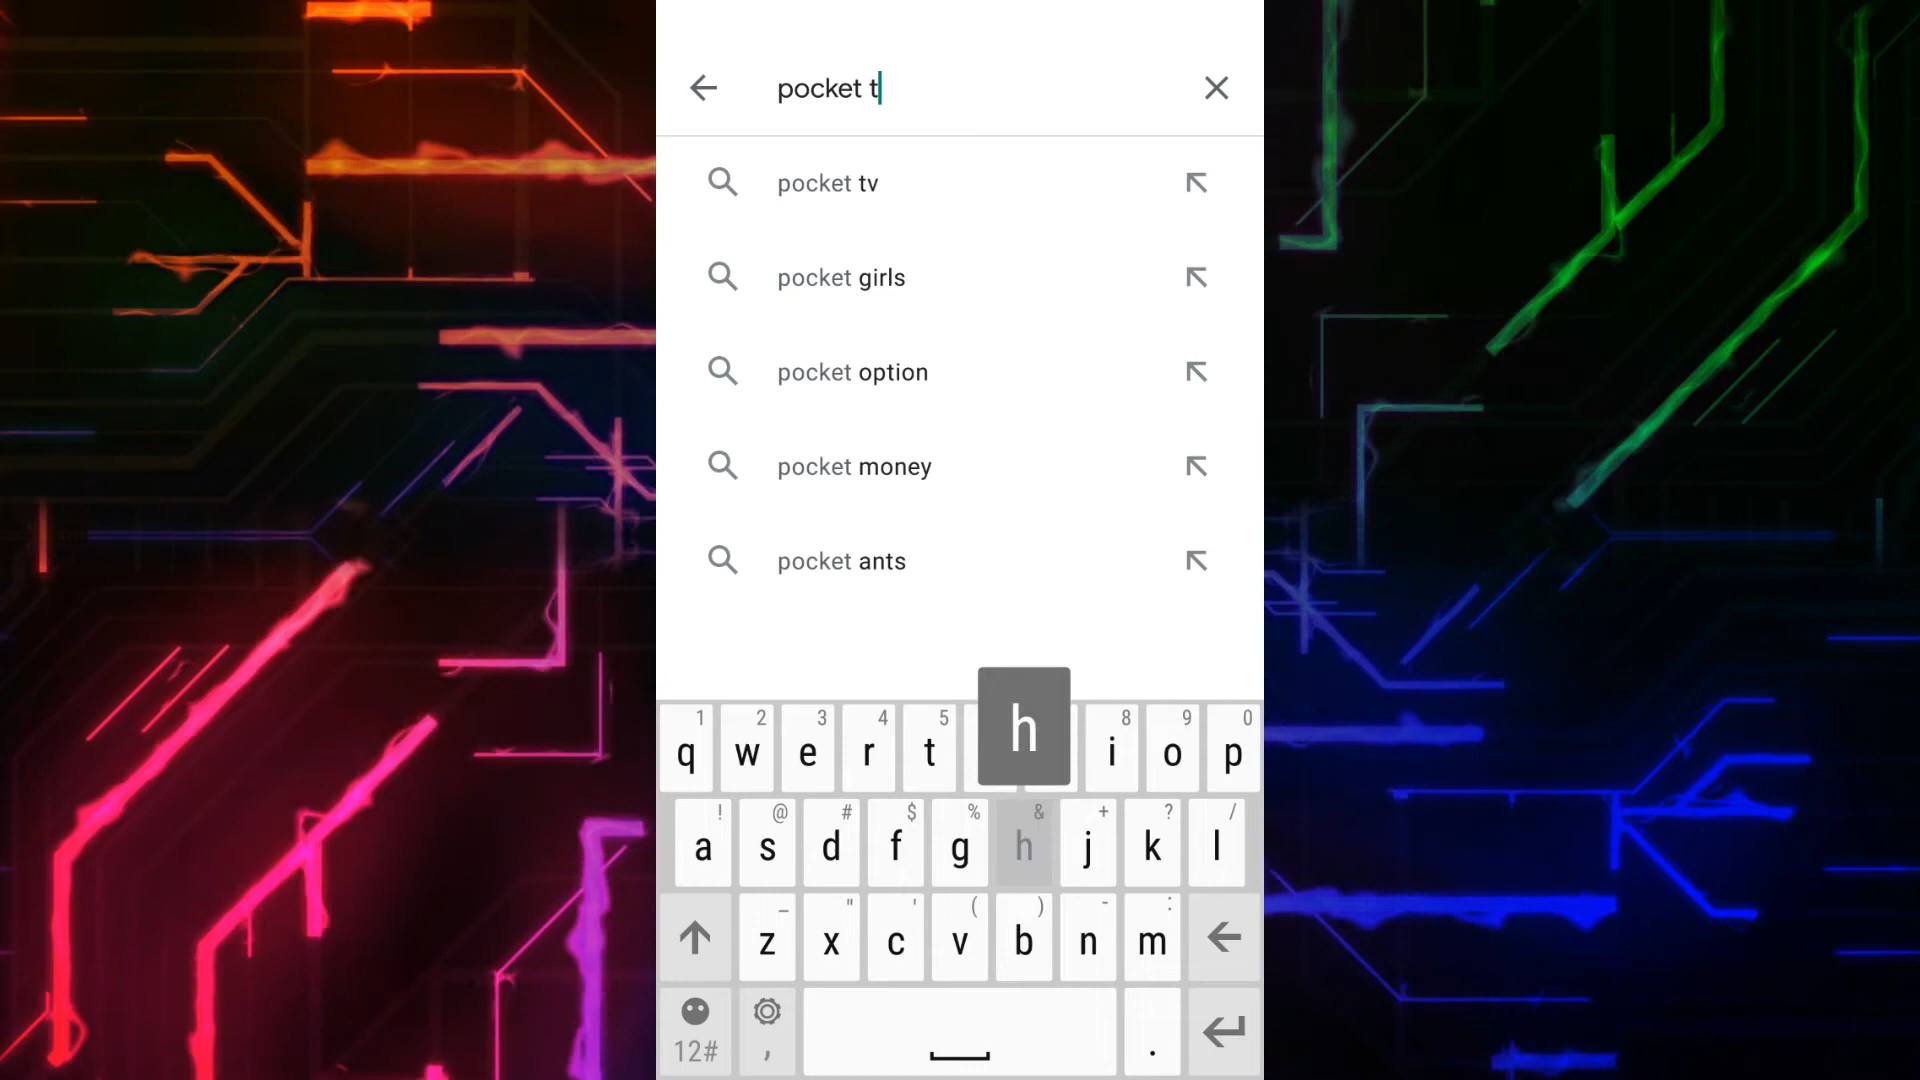 pocket t
pocket tv
pocket girls
pocket option
pocket money
pocket ants
h
1 2 3 4 5 8 9 0
q w e r t i o p
! @ # $ % & + ? /
a s d f g h j k l
_ " ' ( ) - :
z x c v b n m
12# , .